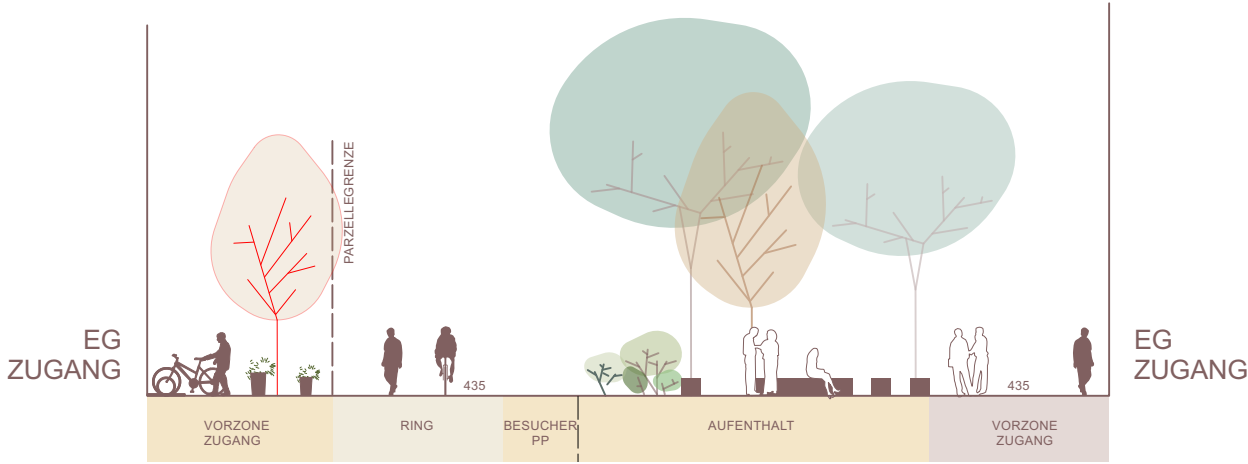 PARZELLEGRENZE
EG
ZUGANG
EG
ZUGANG
435
435
VORZONE
ZUGANG
RING
BESUCHER
PP
AUFENTHALT
VORZONE
ZUGANG